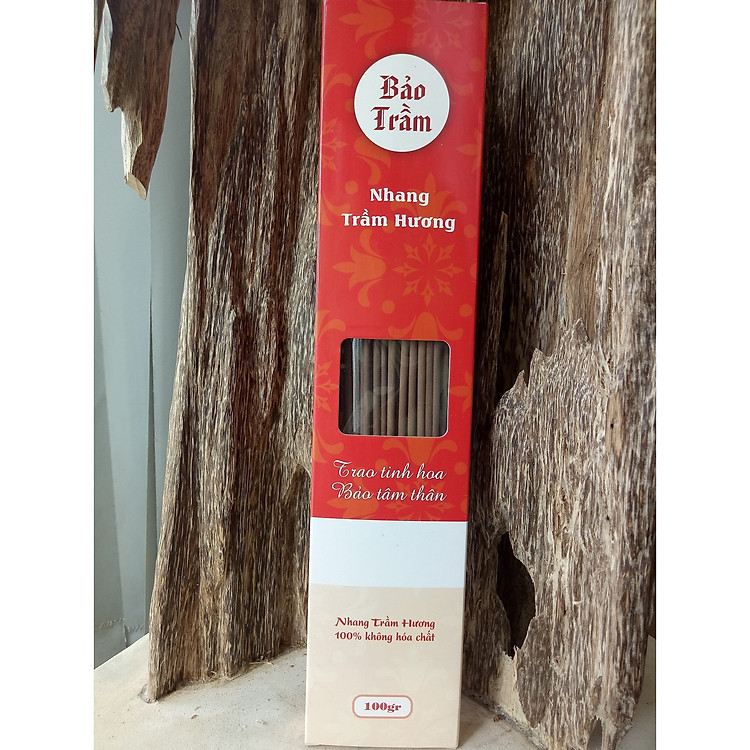 Bảo
Trầm
Nhang
Trầm Hương
Trao tinh hoa
Bảo tâm thân
Nhang Trầm Hương
100% không hóa chất
100gr